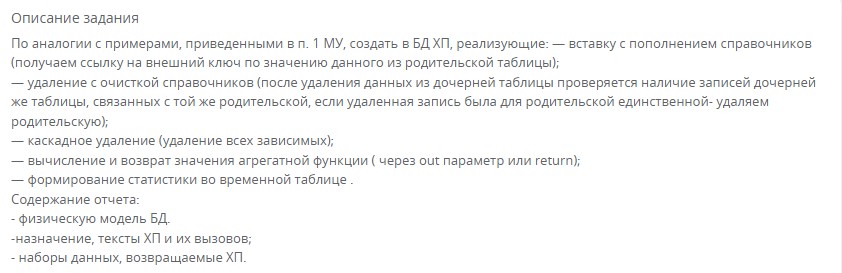 Описание задания
По аналогии с примерами, приведенными в п. 1 МУ, создать в БД ХП, реализующие: — вставку с пополнением справочников
(получаем ссылку на внешний ключ по значению данного из родительской таблицы);
— удаление с очисткой справочников (после удаления данных из дочерней таблицы проверяется наличие записей дочерней
же таблицы, связанных с той же родительской, если удаленная запись была для родительской единственной- удаляем
родительскую);
— каскадное удаление (удаление всех зависимых);
— вычисление и возврат значения агрегатной функции ( через out параметр или return);
— формирование статистики во временной таблице .
Содержание отчета:
- физическую модель БД.
-назначение, тексты ХП и их вызовов;
- наборы данных, возвращаемые ХП.